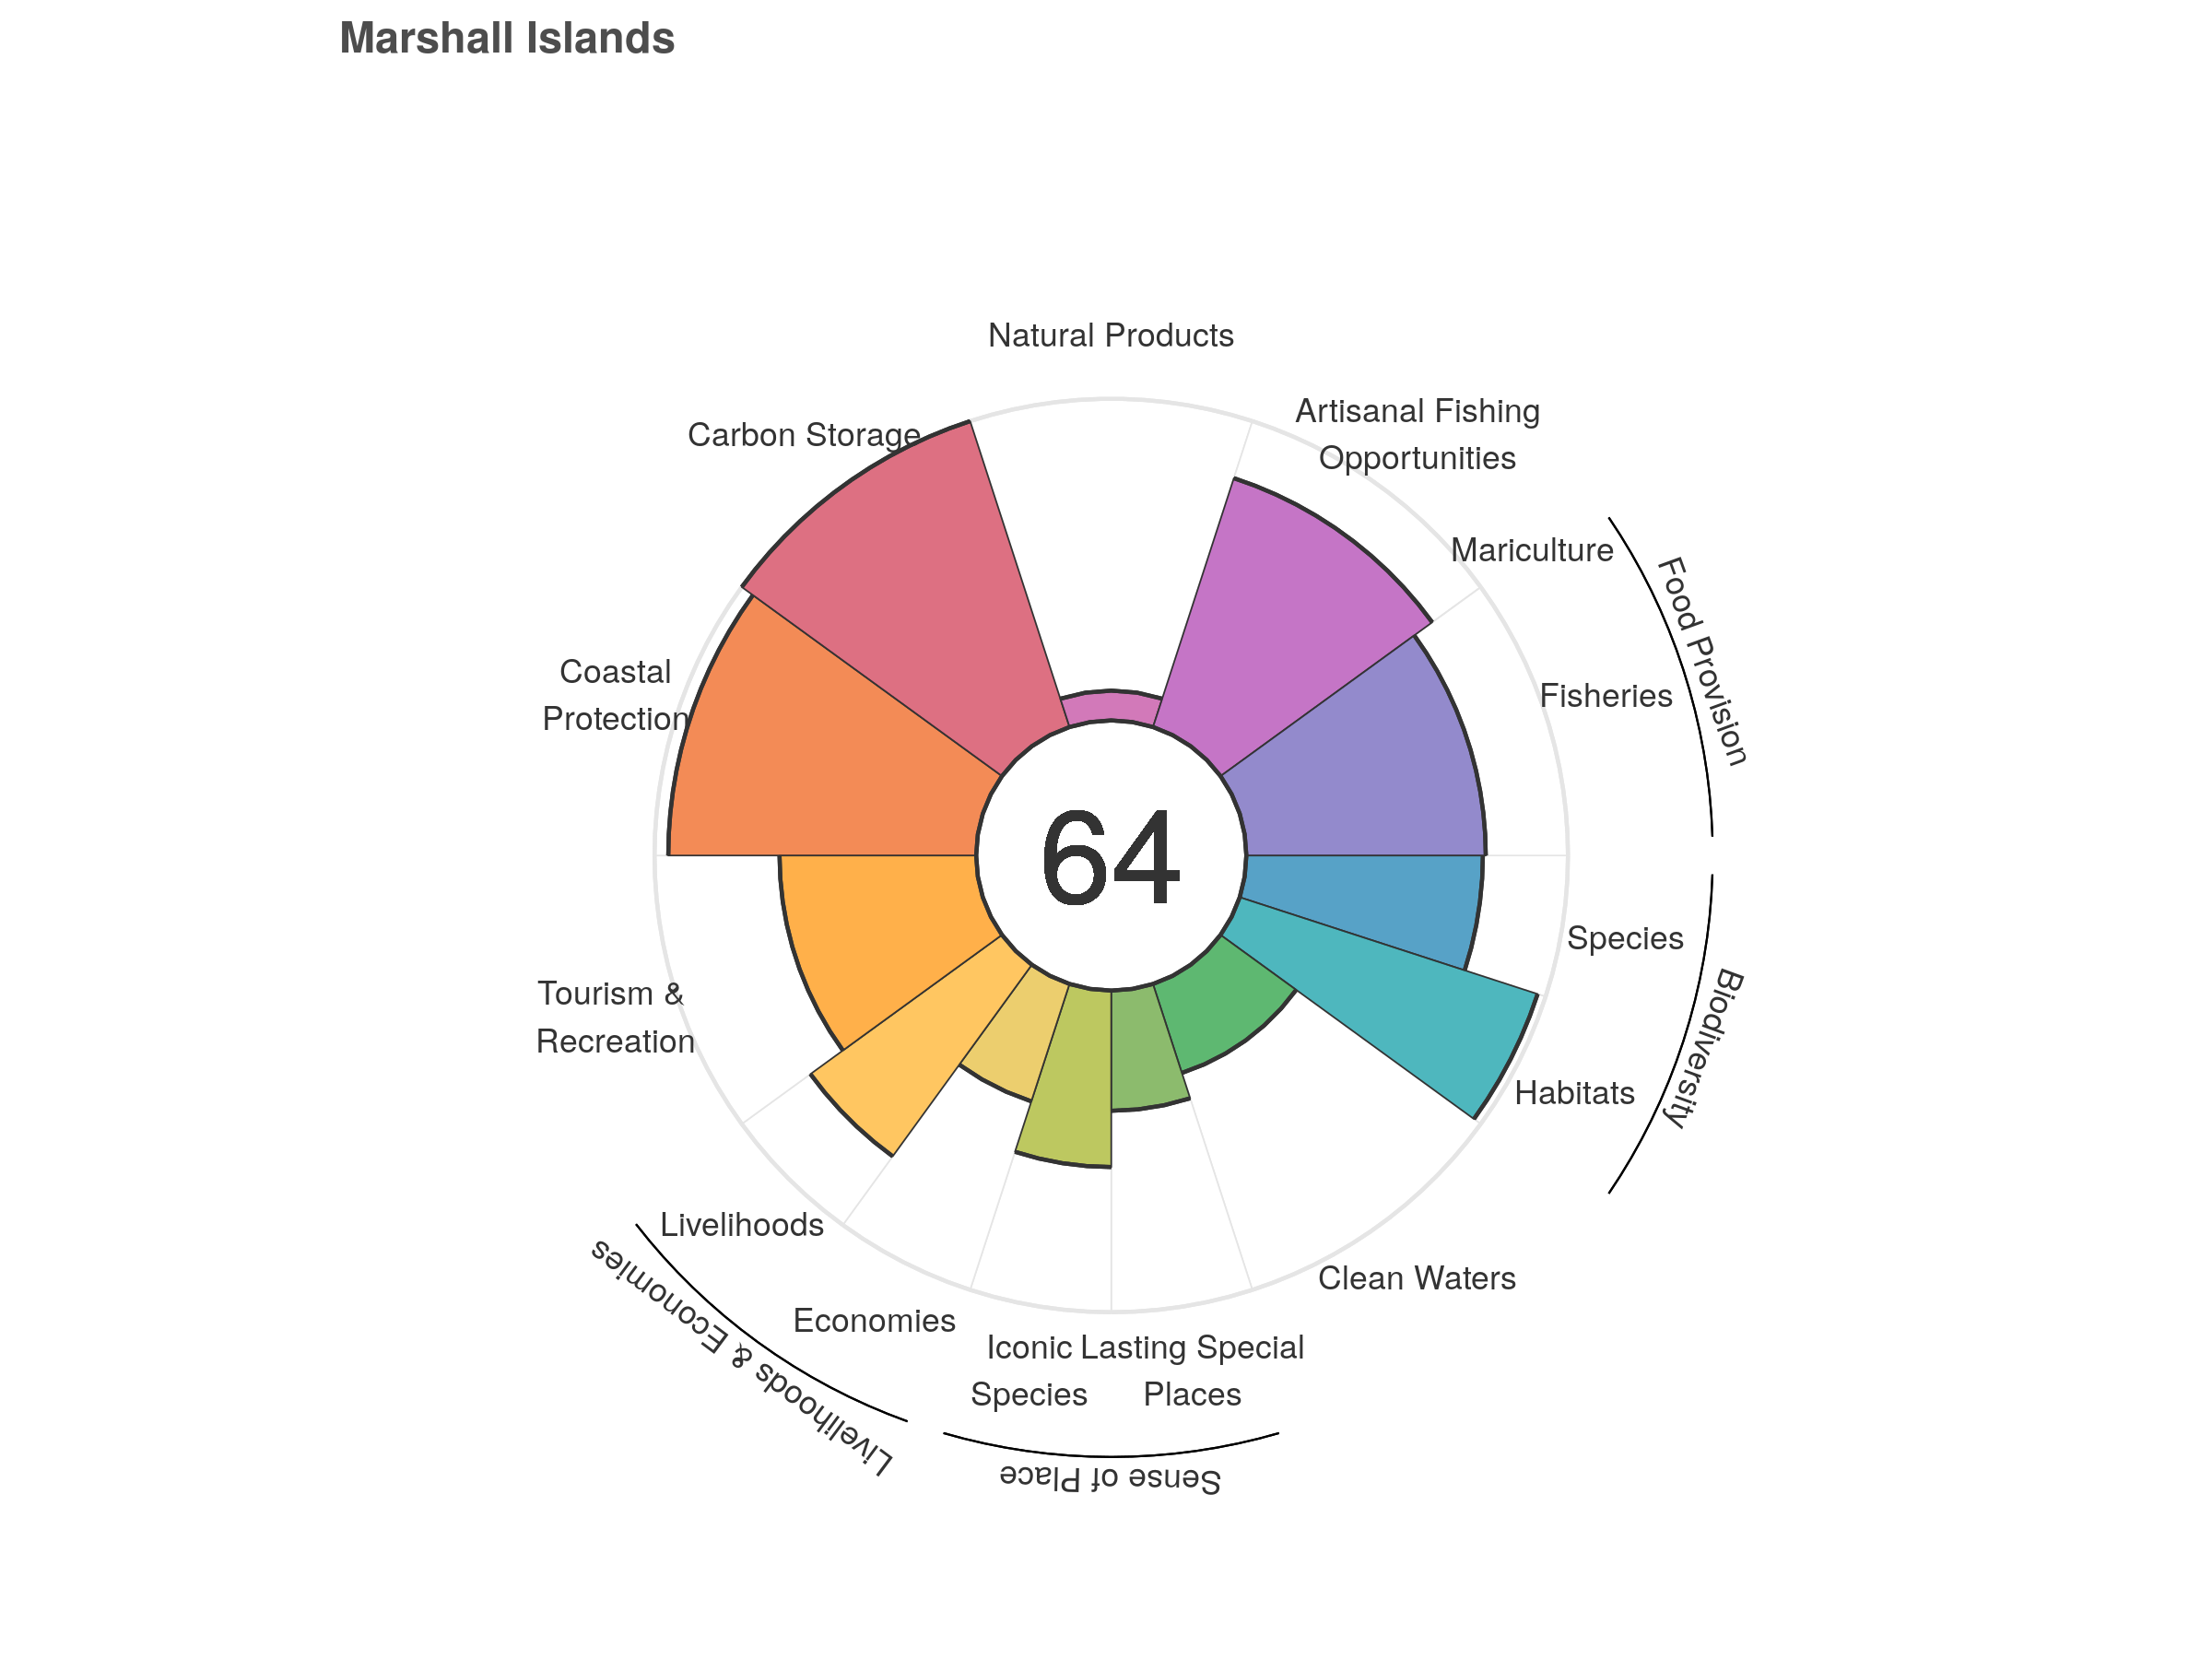 Marshall Islands
Natural Products
Artisanal Fishing
Opportunities
Carbon Storage
Mariculture
Food Provision
Fisheries
Coastal
Protection
64
Species
Biodiversity
Habitats
Tourism &
Recreation
Livelihoods
Clean Waters
Economies
Livelihoods & Economies
Iconic
Species
Lasting Special
Places
Sense of Place